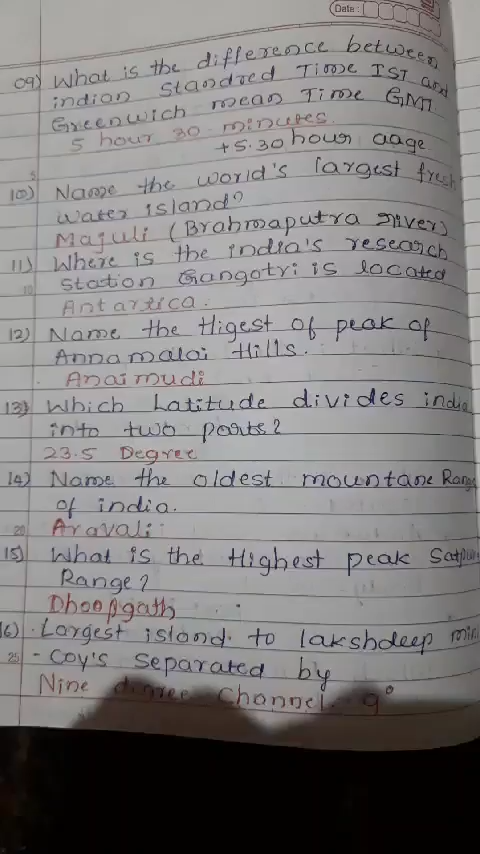 Date :
09) What is the difference between
indian Standred Time IST and
Greenwich mean Time GMT.
5 hour 30 minutes.
+5.30 hour aage
10) Name the world's largest fresh
water island?
Majuli (Brahmaputra river)
11) Where is the india's research
station Gangotri is located
Antartica.
12) Name the Higest of peak of
Annamalai Hills.
Anaimudi
13) Which Latitude divides india
into two parts?
23.5 Degree
14) Name the oldest mountane Range
of india.
20 Aravali
15) What is the Highest peak
Range?
Dhoopgath
16) Largest island to lakshdeep
25 - coy's separated by
Nine degree Channel. 9°